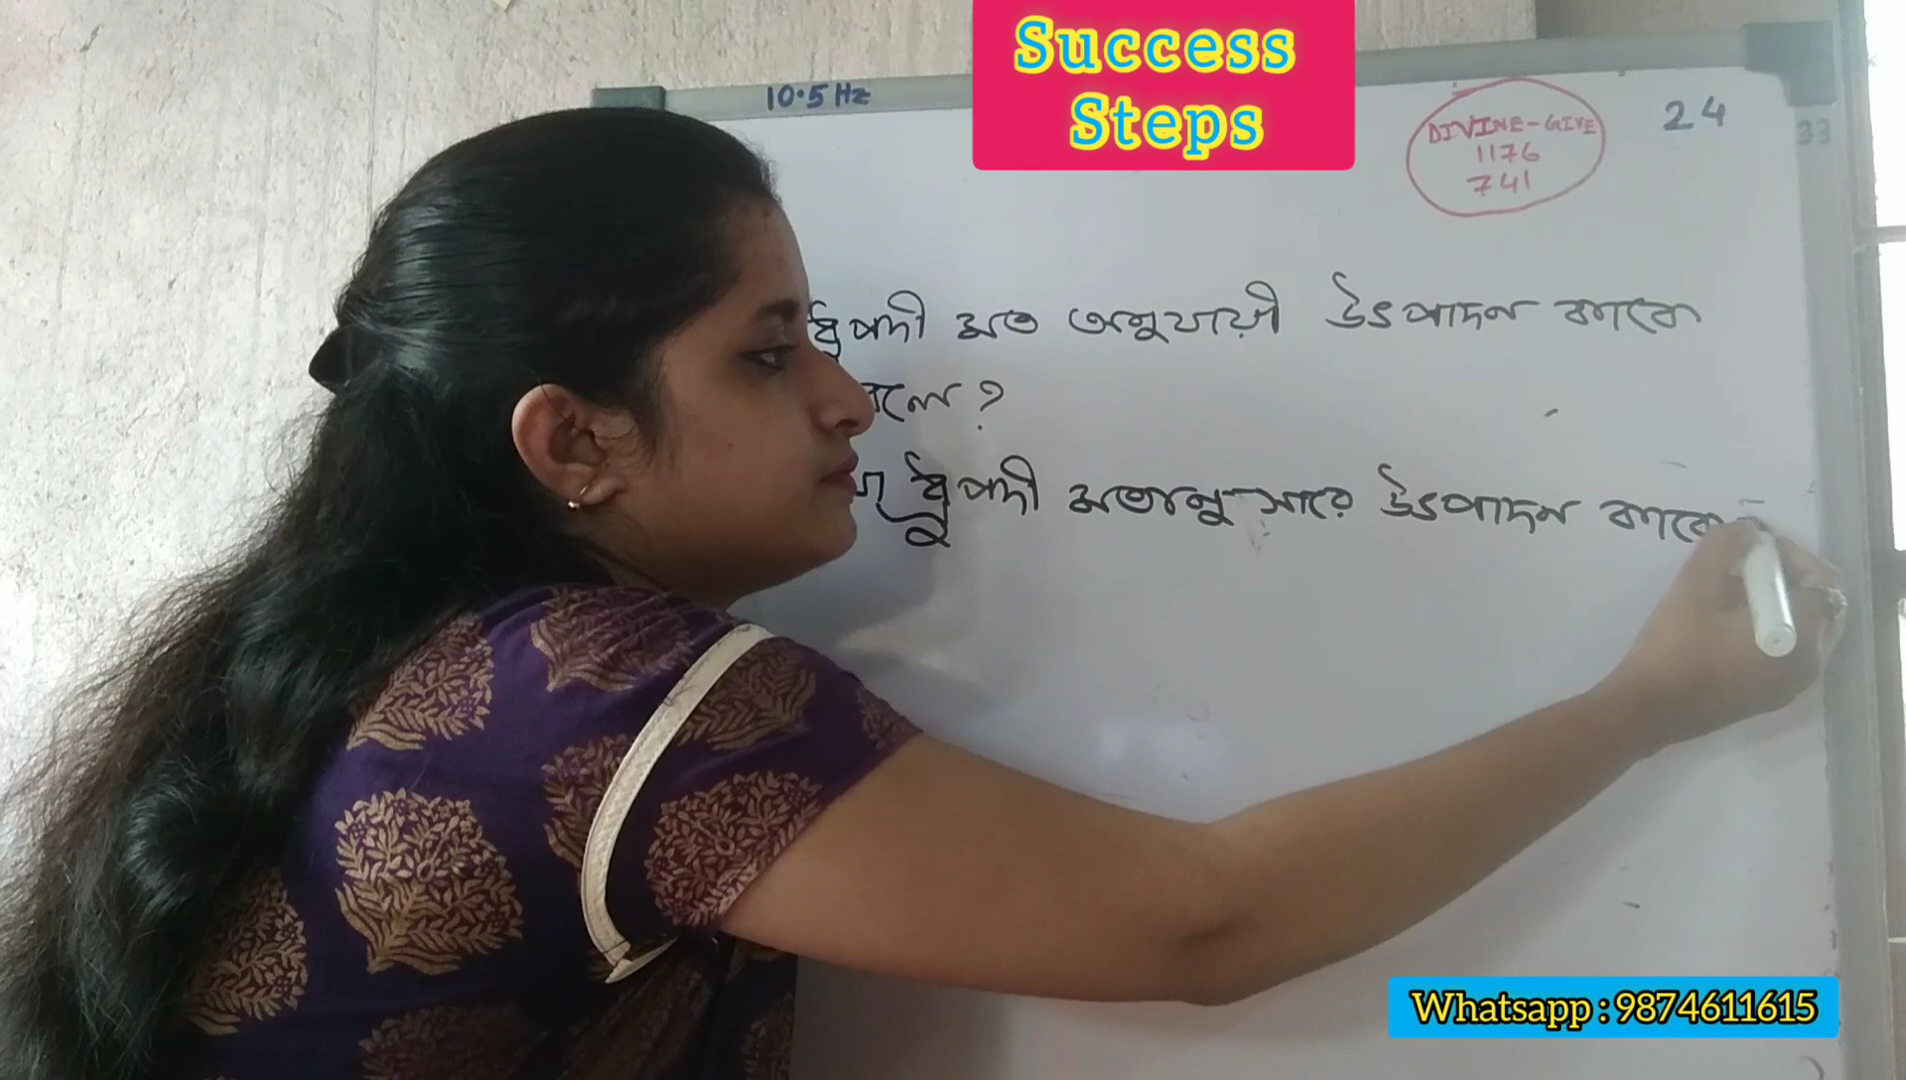 Success
Steps
10.5 Hz
DIVINE-GIVE
1176
741
24
33
ধ্রুপদী মত অনুযায়ী উৎপাদন কাকে
বলে?
ধ্রুপদী মতানুসারে উৎপাদন কাকে
Whatsapp : 9874611615